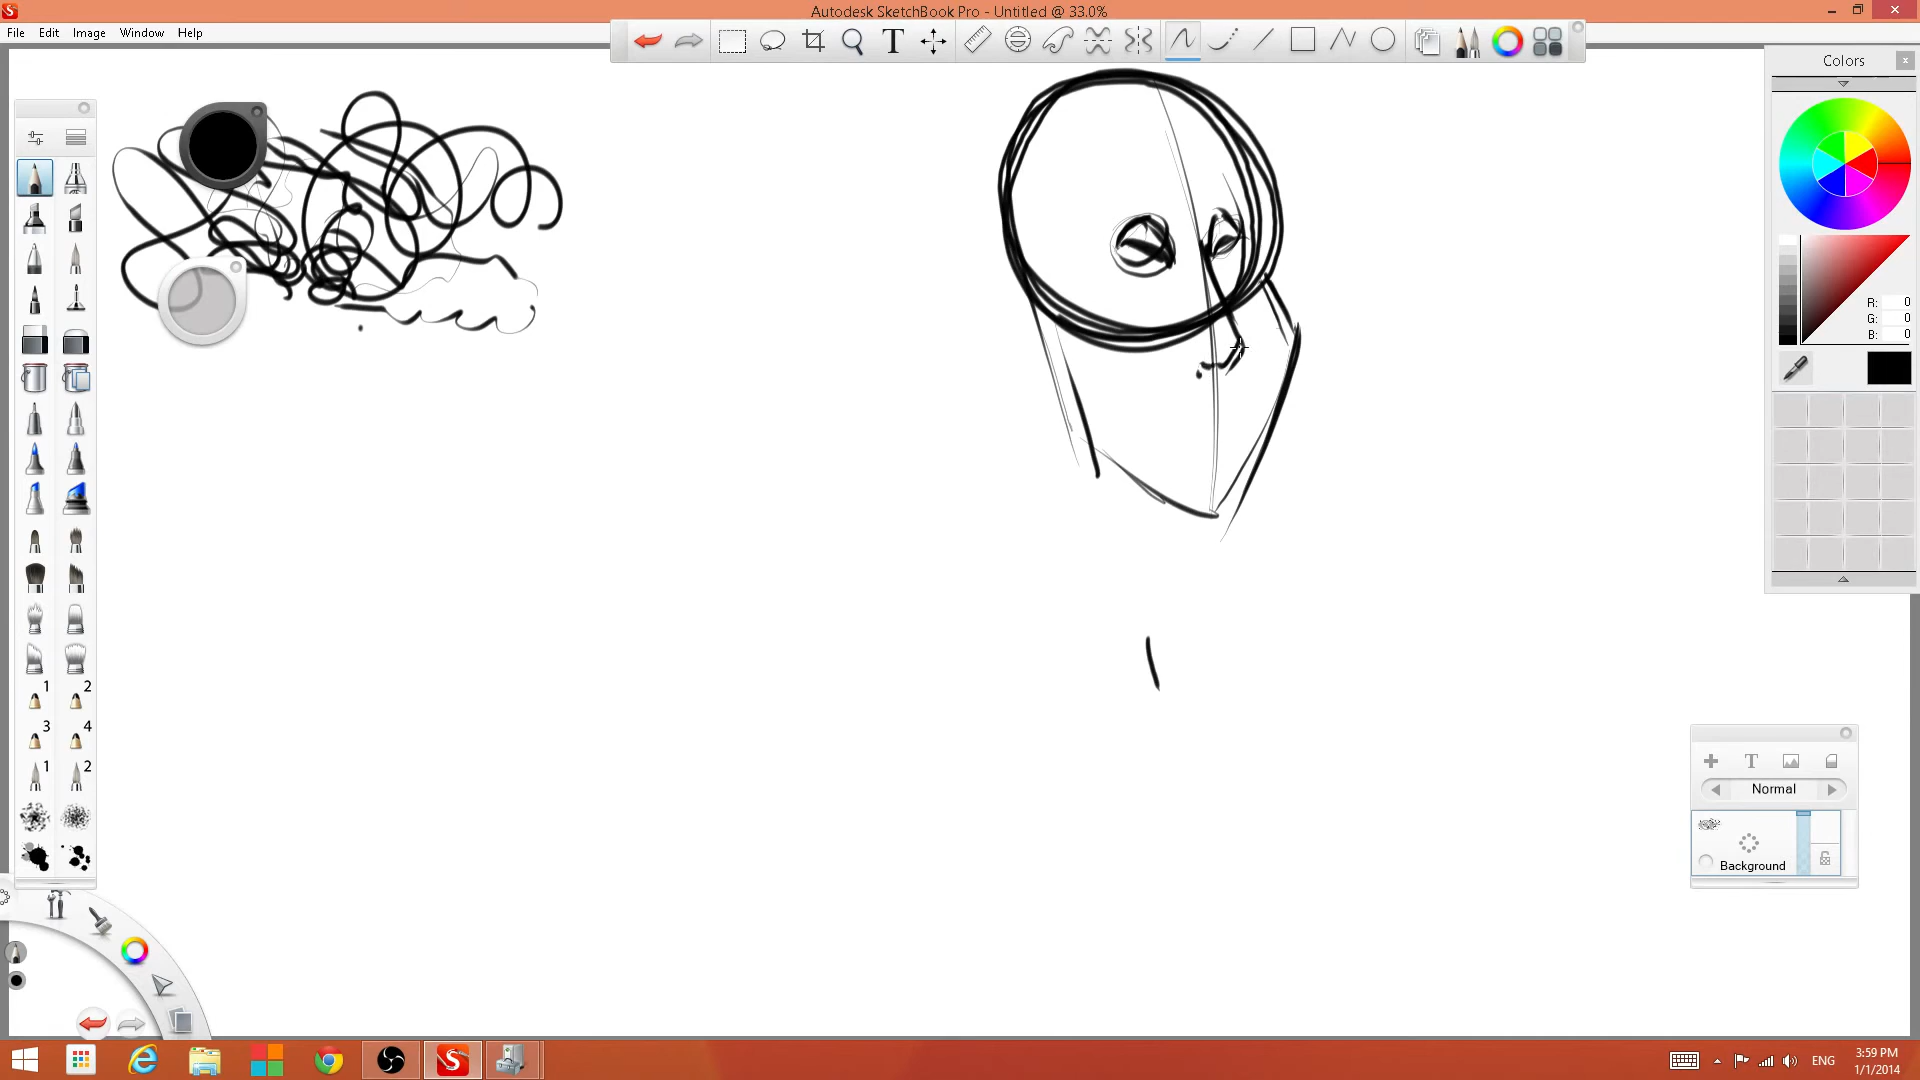 Autodesk SketchBook Pro - Untitled @ 33.0%
File Edit Image Window Help
T
Colors
R: 0
G: 0
B: 0
1 2
3 4
1 2
T
Normal
Background
S
ENG
3:59 PM
1/1/2014